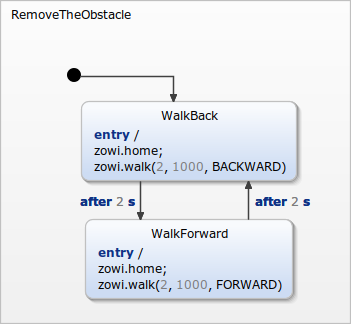 RemoveTheObstacle
WalkBack
entry /
zowi.home;
zowi.walk(2, 1000, BACKWARD)
after 2 s
after 2 s
WalkForward
entry /
zowi.home;
zowi.walk(2, 1000, FORWARD)